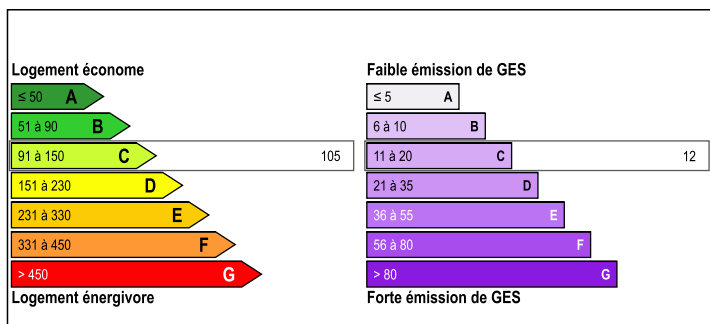 Logement économe
≤ 50 A
51 à 90 B
91 à 150 C 105
151 à 230 D
231 à 330 E
331 à 450 F
> 450 G
Logement énergivore
Faible émission de GES
≤ 5 A
6 à 10 B
11 à 20 C 12
21 à 35 D
36 à 55 E
56 à 80 F
> 80 G
Forte émission de GES